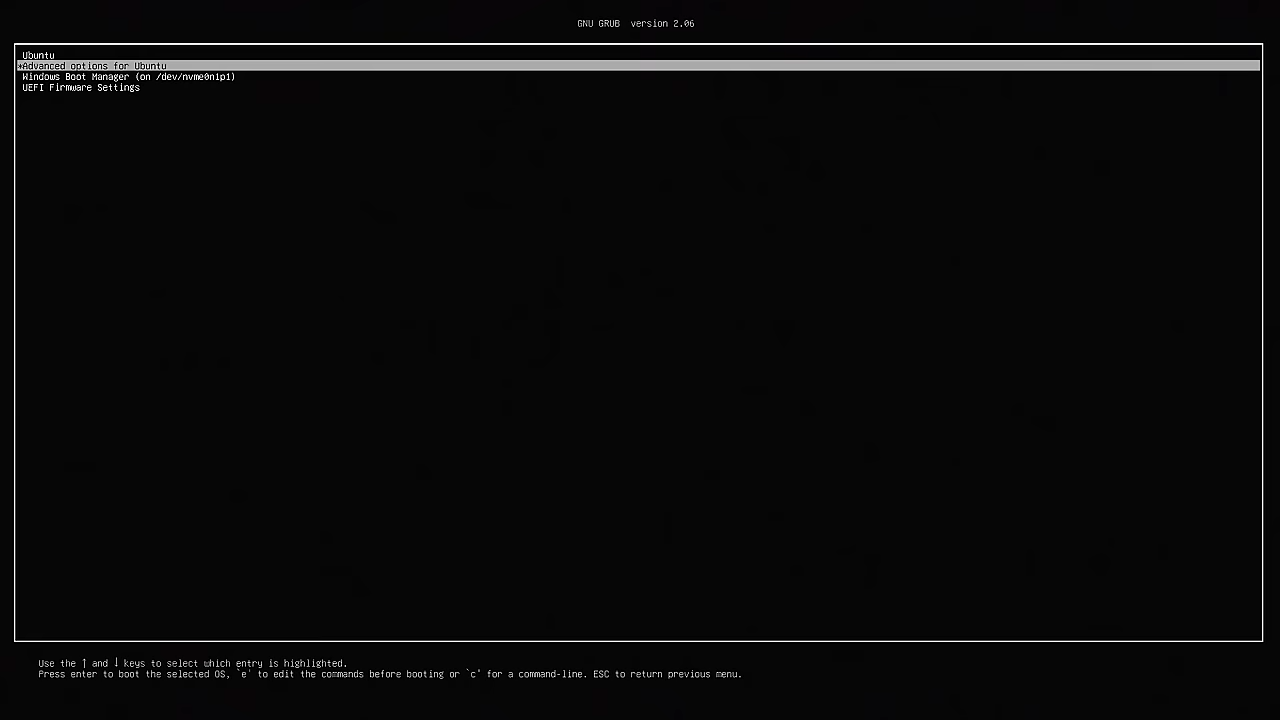 GNU GRUB  version 2.06
Ubuntu
*Advanced options for Ubuntu
Windows Boot Manager (on /dev/nvme0n1p1)
UEFI Firmware Settings
Use the ↑ and ↓ keys to select which entry is highlighted.
Press enter to boot the selected OS, `e' to edit the commands before booting or `c' for a command-line. ESC to return previous menu.